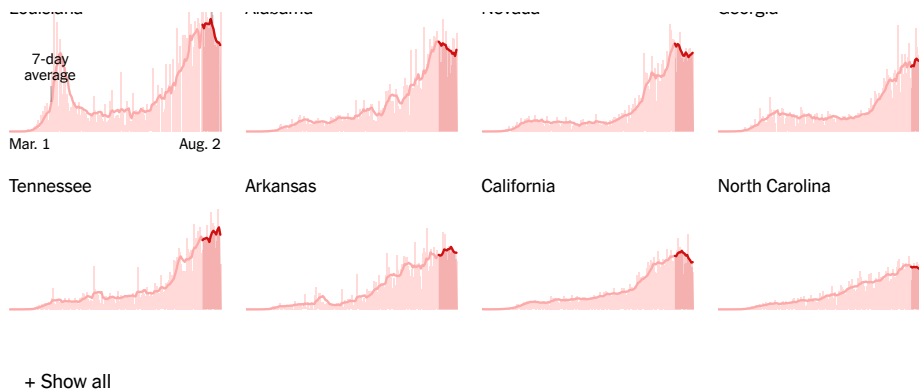 Louisiana
Alabama
Nevada
Georgia
7-day
average
Mar. 1
Aug. 2
Tennessee
Arkansas
California
North Carolina
+ Show all